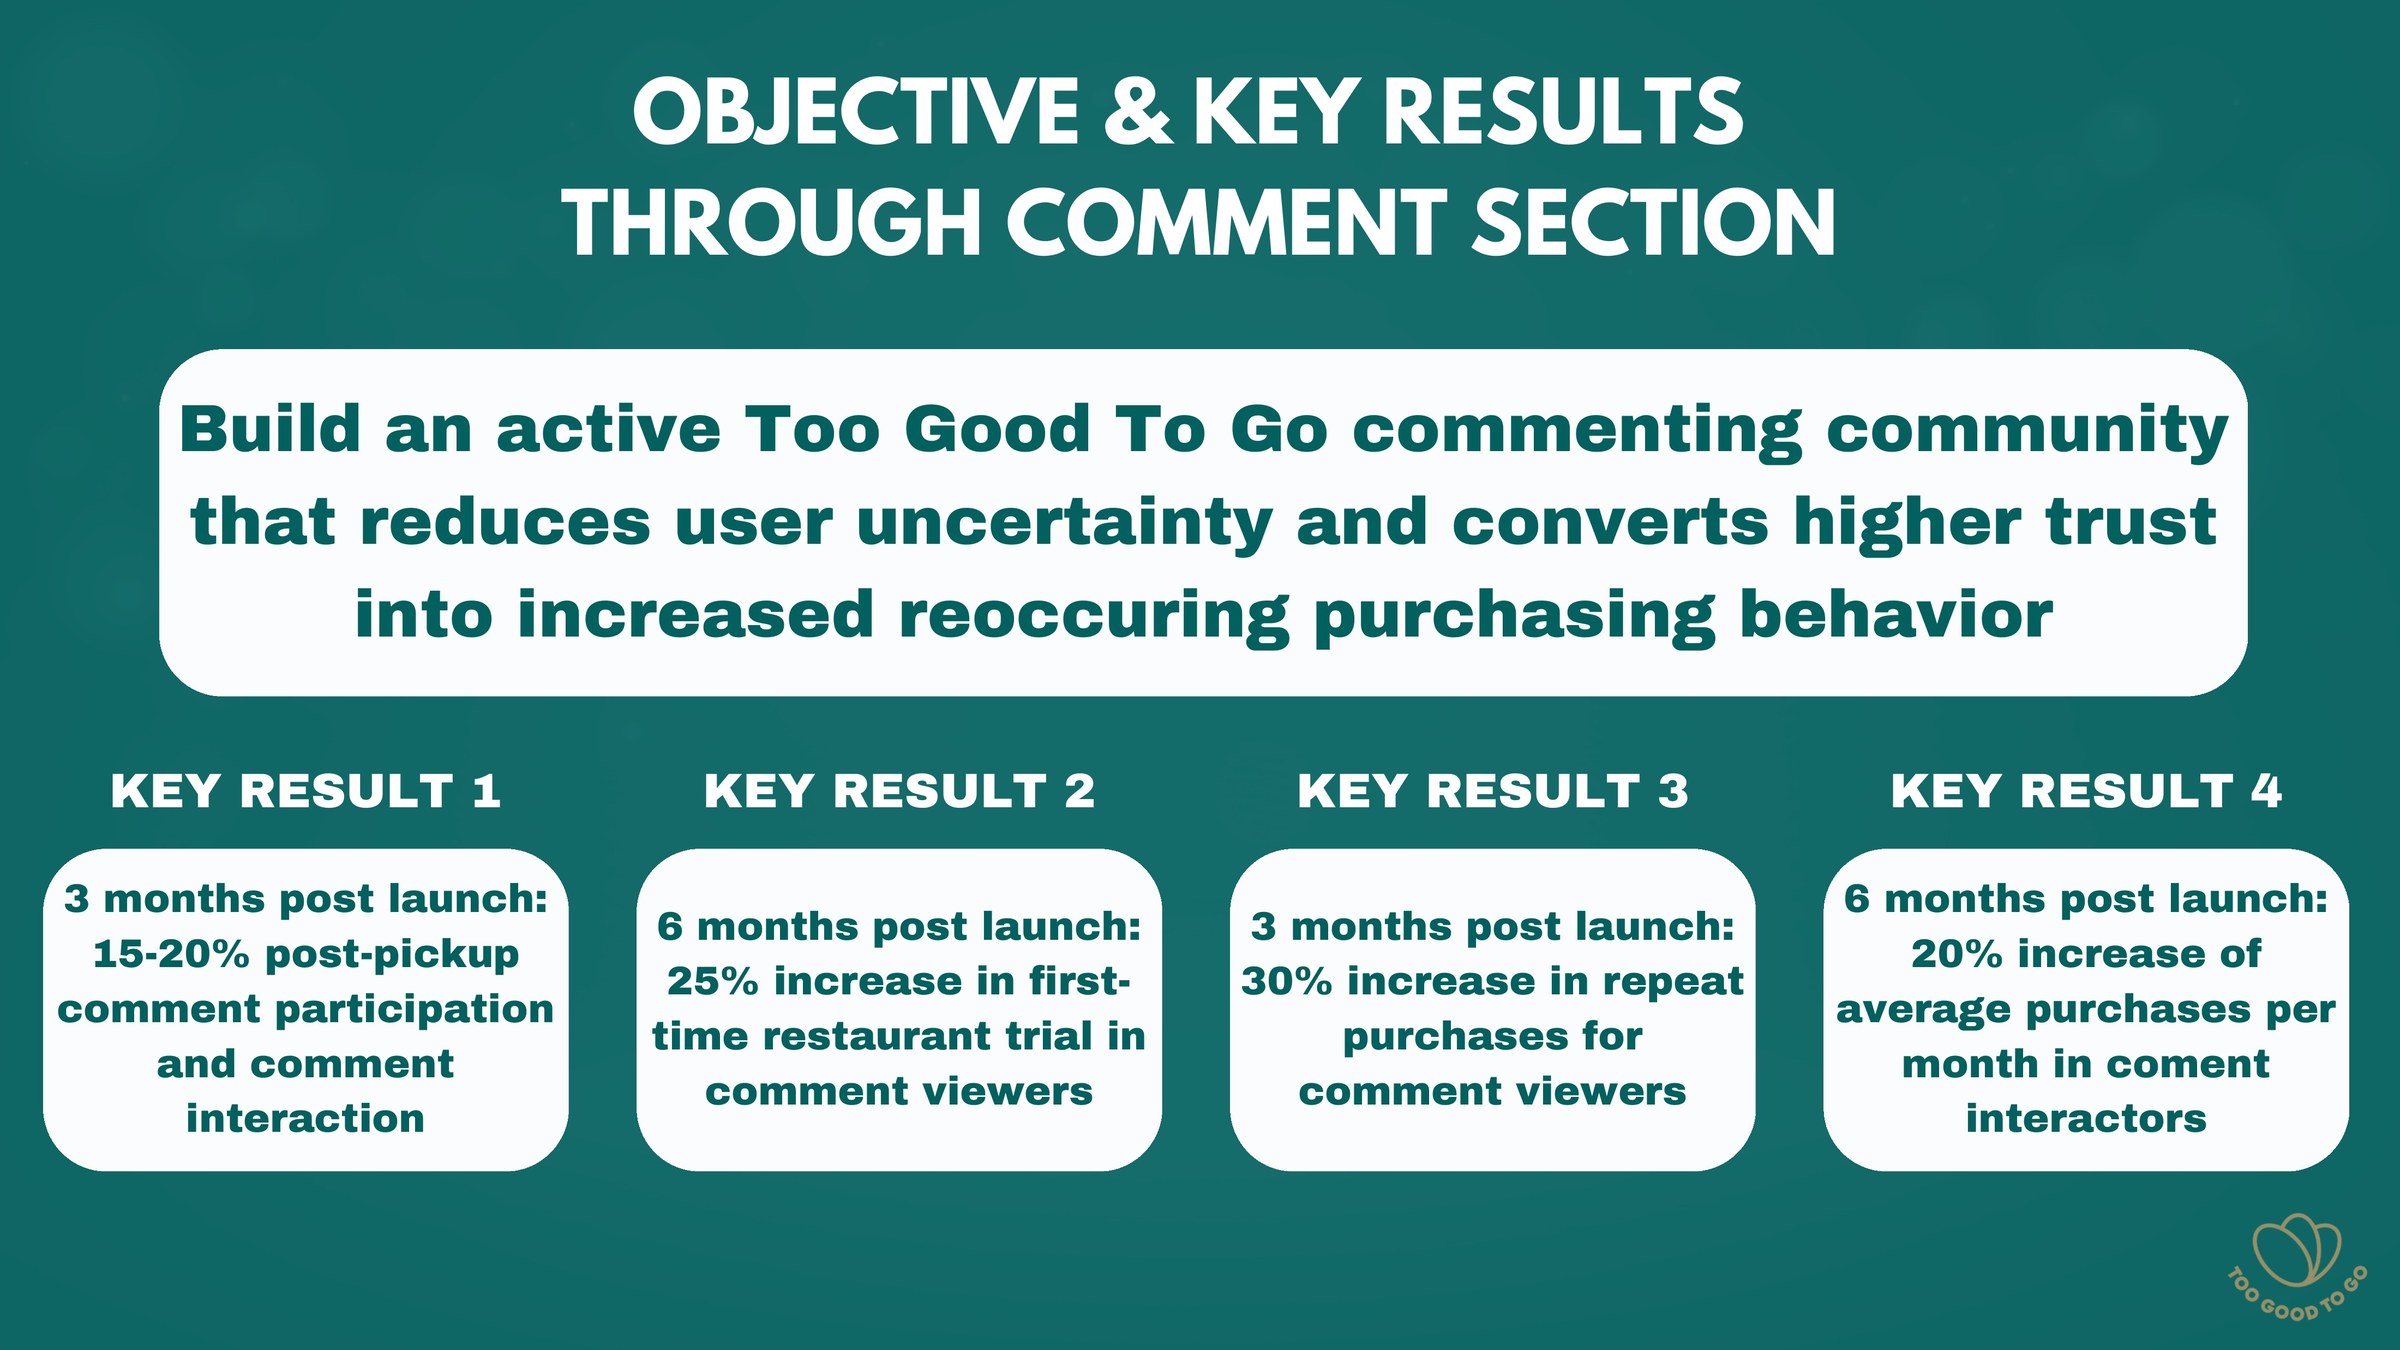 OBJECTIVE & KEY RESULTS
THROUGH COMMENT SECTION
Build an active Too Good To Go commenting community
that reduces user uncertainty and converts higher trust
into increased reoccuring purchasing behavior
KEY RESULT 1
3 months post launch:
15-20% post-pickup
comment participation
and comment
interaction
KEY RESULT 2
6 months post launch:
25% increase in first-
time restaurant trial in
comment viewers
KEY RESULT 3
3 months post launch:
30% increase in repeat
purchases for
comment viewers
KEY RESULT 4
6 months post launch:
20% increase of
average purchases per
month in coment
interactors
TOO GOOD TO GO